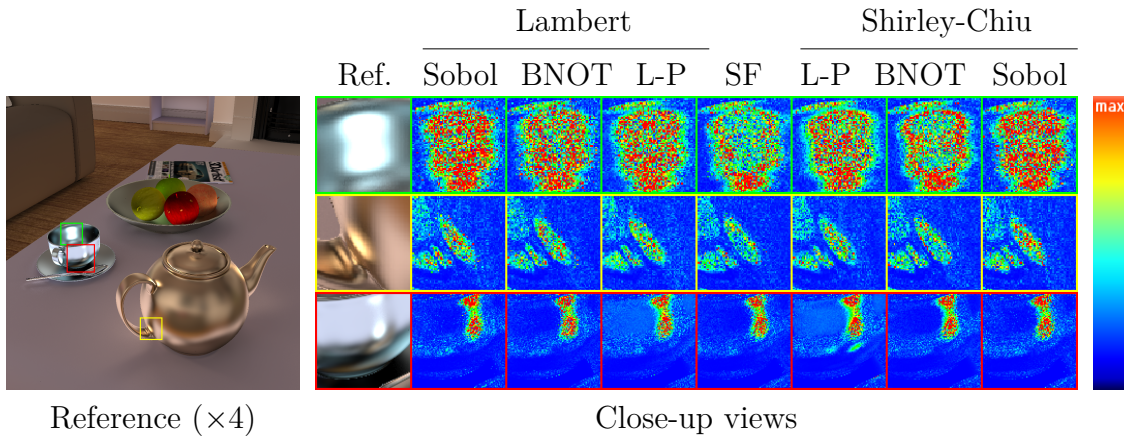 Lambert Shirley-Chiu
Ref. Sobol BNOT L-P SF L-P BNOT Sobol
max
Reference (×4) Close-up views